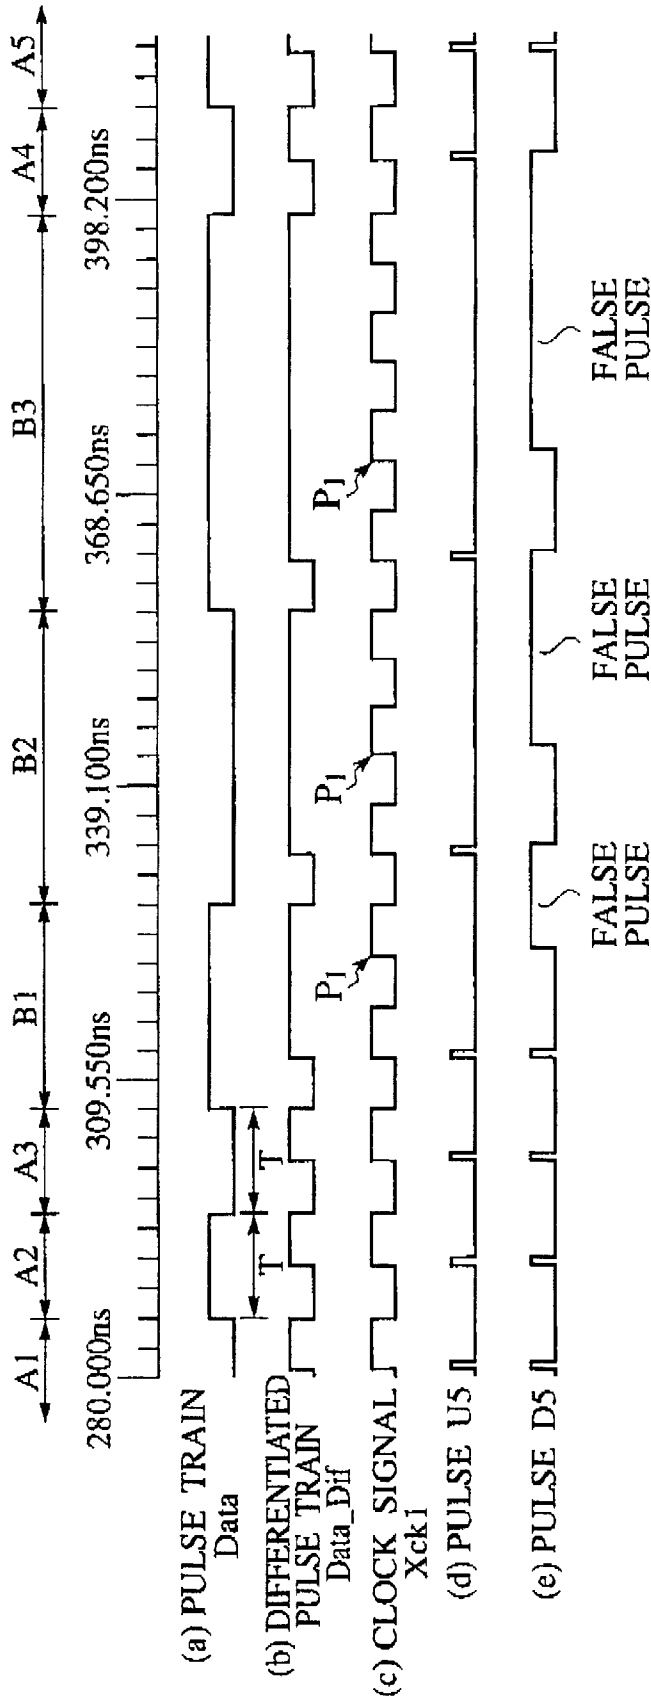 A1
A2
A3
B1
B2
B3
A4
A5
280.000ns
309.550ns
339.100ns
368.650ns
398.200ns
(a) PULSE TRAIN
Data
T
T
(b) DIFFERENTIATED
PULSE TRAIN
Data_Dif
(c) CLOCK SIGNAL
Xck1
P1
P1
P1
(d) PULSE U5
(e) PULSE D5
FALSE
PULSE
FALSE
PULSE
FALSE
PULSE